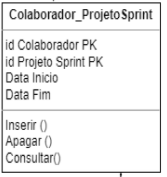 Colaborador_ProjetoSprint
id Colaborador PK
id Projeto Sprint PK
Data Inicio
Data Fim
Inserir ()
Apagar ()
Consultar()